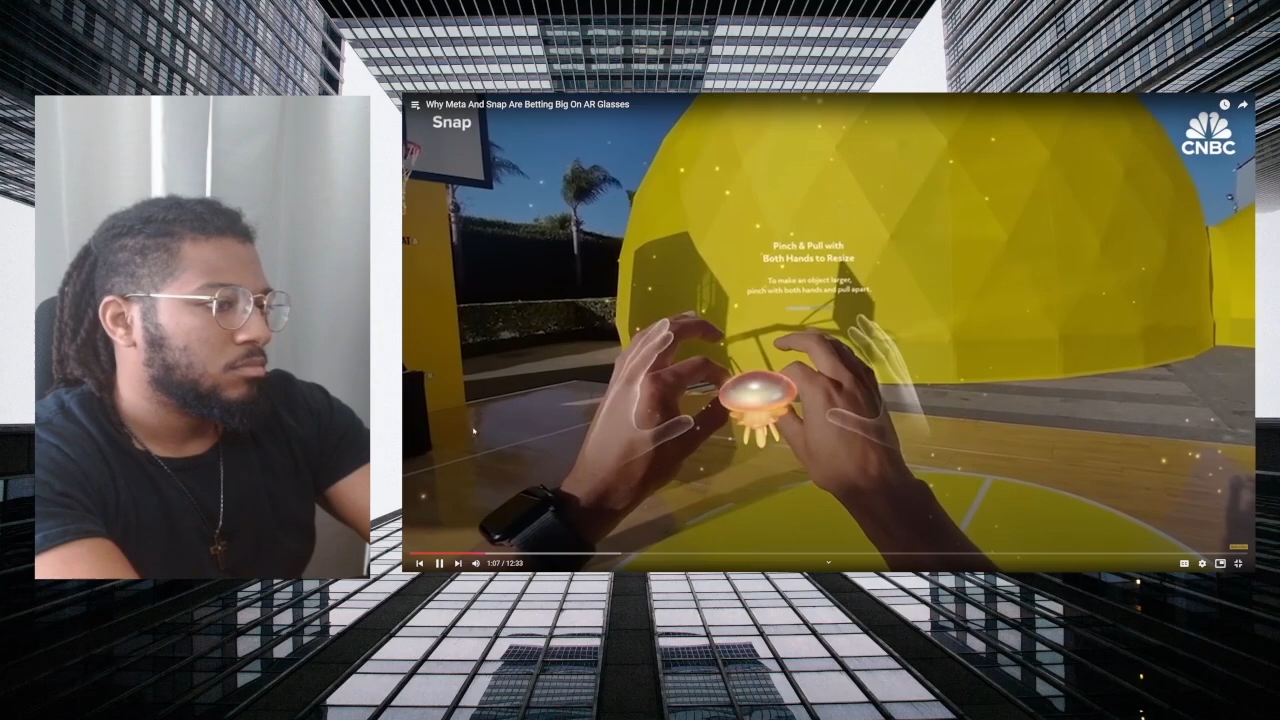 Why Meta And Snap Are Betting Big On AR Glasses
Snap
CNBC
Pinch & Pull with
Both Hands to Resize
To make an object larger,
pinch with both hands and pull apart.
1:07 / 12:33